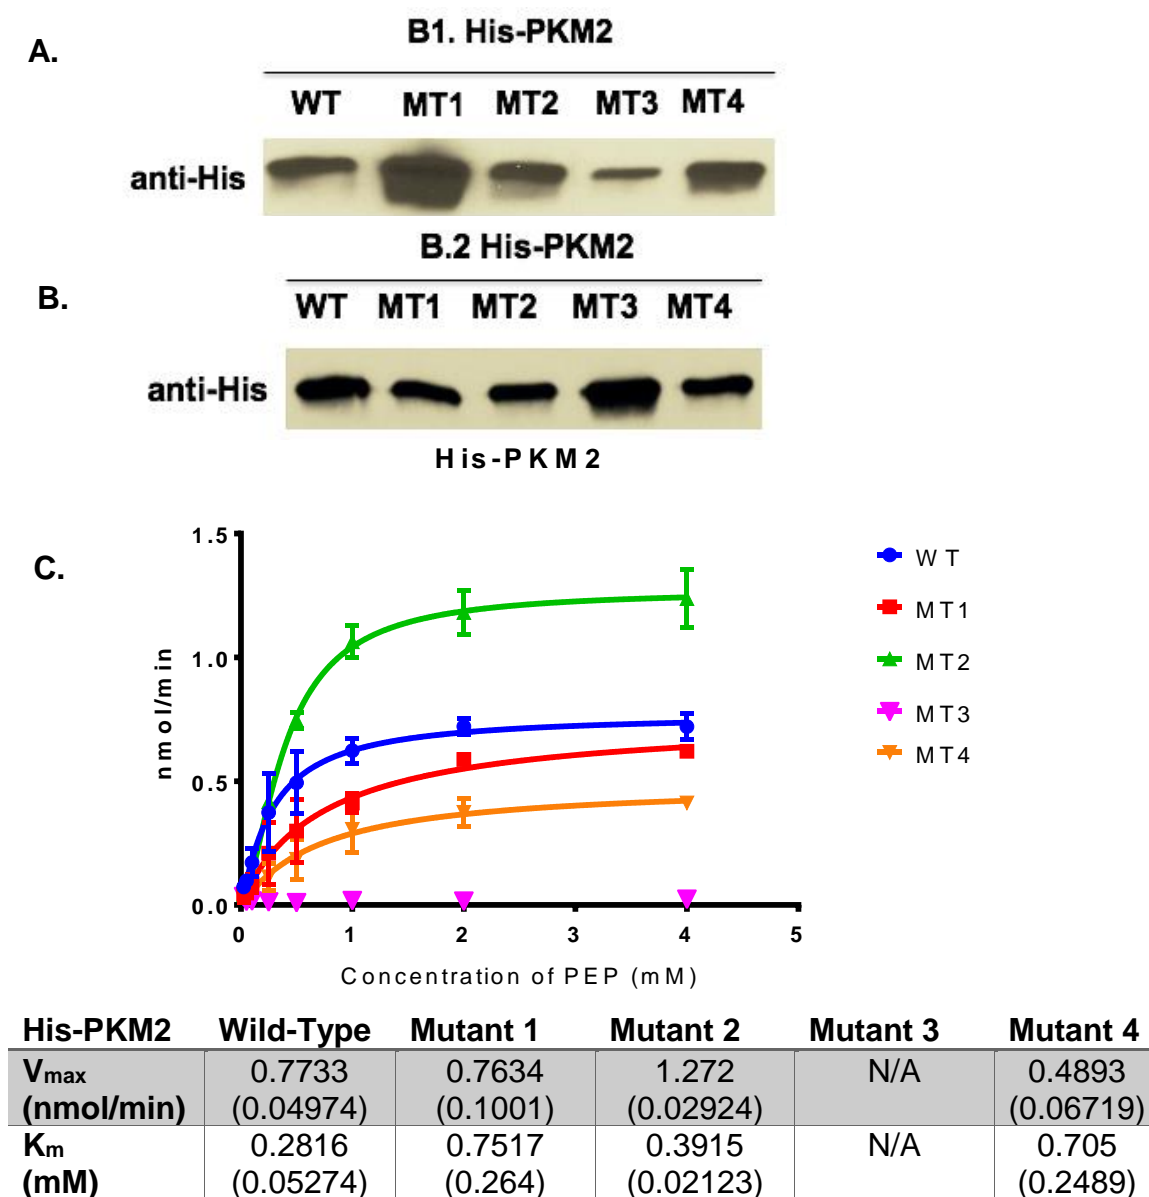 A.
B1. His-PKM2
WT MT1 MT2 MT3 MT4
anti-His
B.2 His-PKM2
B.
WT MT1 MT2 MT3 MT4
anti-His
His-PKM2
C.
1.5
1.0
0.5
0.0
nmol/min
0 1 2 3 4 5
Concentration of PEP (mM)
WT
MT1
MT2
MT3
MT4
His-PKM2 Wild-Type Mutant 1 Mutant 2 Mutant 3 Mutant 4
Vmax 0.7733 0.7634 1.272 N/A 0.4893
(nmol/min) (0.04974) (0.1001) (0.02924) (0.06719)
Km 0.2816 0.7517 0.3915 N/A 0.705
(mM) (0.05274) (0.264) (0.02123) (0.2489)